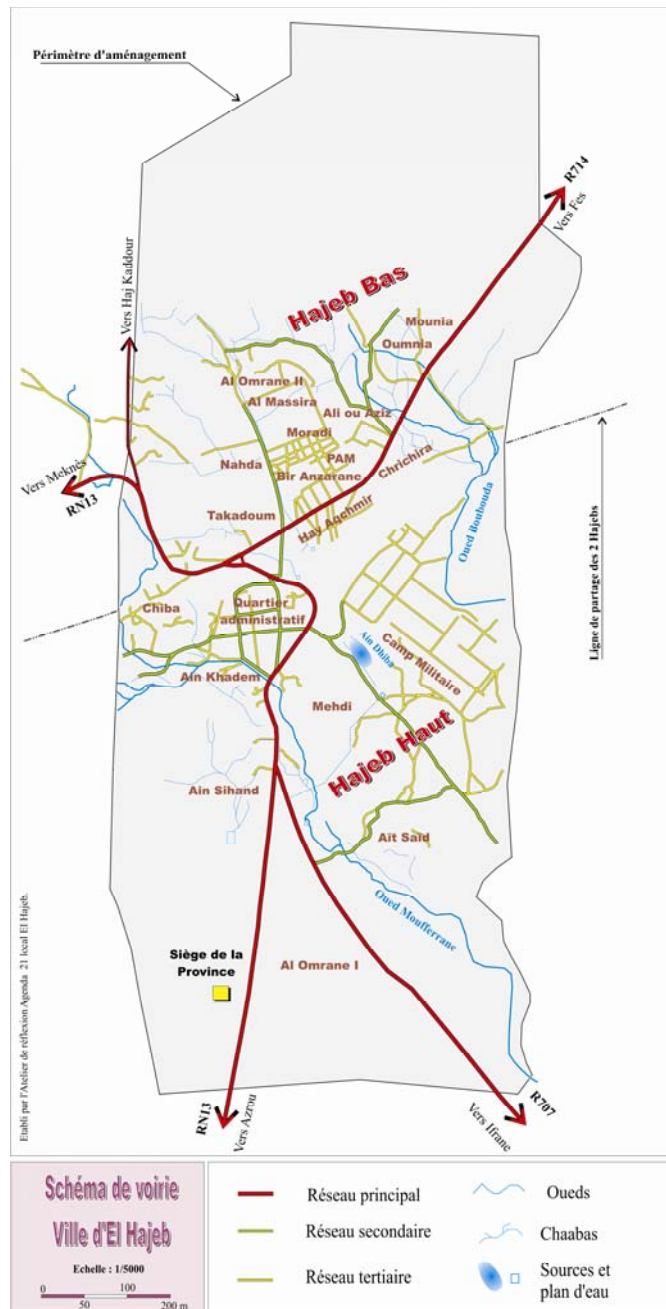 Périmètre d'aménagement
R714
Vers Fes
Vers Haj Kaddour
Hajeb Bas
Mounia
Oumnia
Al Omrane II
Al Massira
Ali ou Aziz
Moradi
PAM
Nahda
Bir Anzarane
Chrichira
Vers Meknès
RN13
Takadoum
Hay Aqchmir
Oued Boubouda
Ligne de partage des 2 Hajebs
Chiba
Quartier
administratif
Ain Dhiba
Camp Militaire
Ain Khadem
Mehdi
Hajeb Haut
Ain Sihand
Aït Said
Oued Moufferrane
Siège de la
Province
Al Omrane I
Etabli par l'Atelier de réflexion Agenda 21 local El Hajeb.
RN13
Vers Azrou
Vers Ifrane
R707
Schéma de voirie
Ville d'El Hajeb
Echelle : 1/5000
0 100
50 200 m
Réseau principal
Réseau secondaire
Réseau tertiaire
Oueds
Chaabas
Sources et
plan d'eau